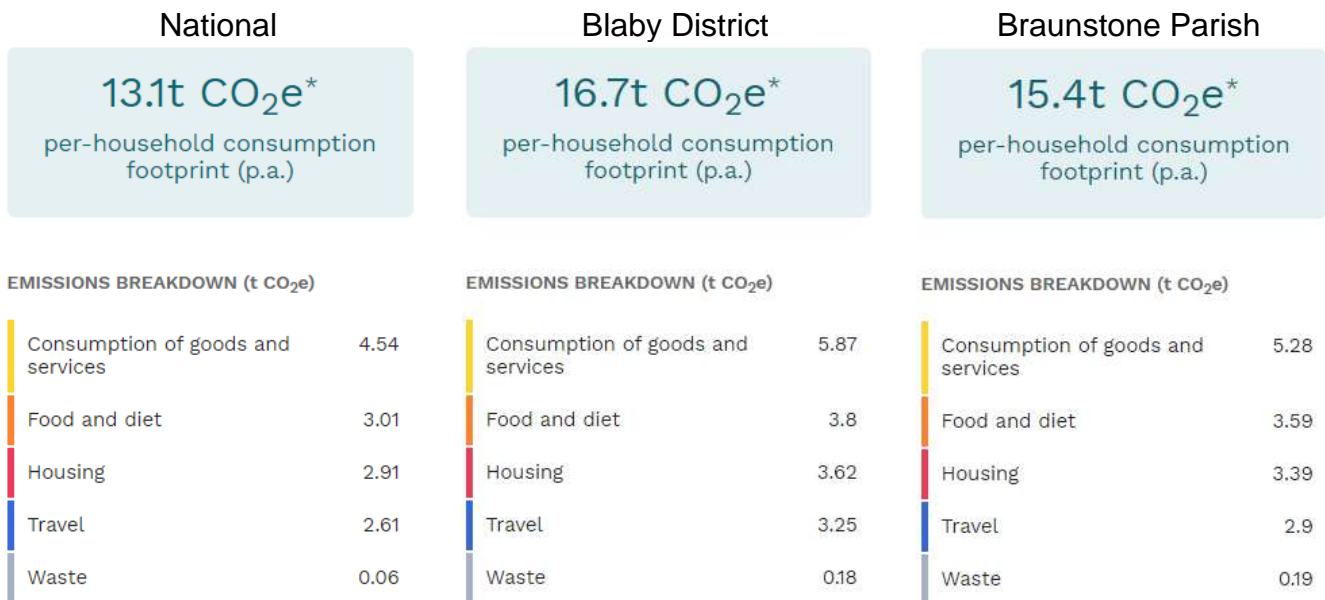 National
13.1t CO₂e*
per-household consumption
footprint (p.a.)
EMISSIONS BREAKDOWN (t CO₂e)
Consumption of goods and 4.54
services
Food and diet 3.01
Housing 2.91
Travel 2.61
Waste 0.06
Blaby District
16.7t CO₂e*
per-household consumption
footprint (p.a.)
EMISSIONS BREAKDOWN (t CO₂e)
Consumption of goods and 5.87
services
Food and diet 3.8
Housing 3.62
Travel 3.25
Waste 0.18
Braunstone Parish
15.4t CO₂e*
per-household consumption
footprint (p.a.)
EMISSIONS BREAKDOWN (t CO₂e)
Consumption of goods and 5.28
services
Food and diet 3.59
Housing 3.39
Travel 2.9
Waste 0.19